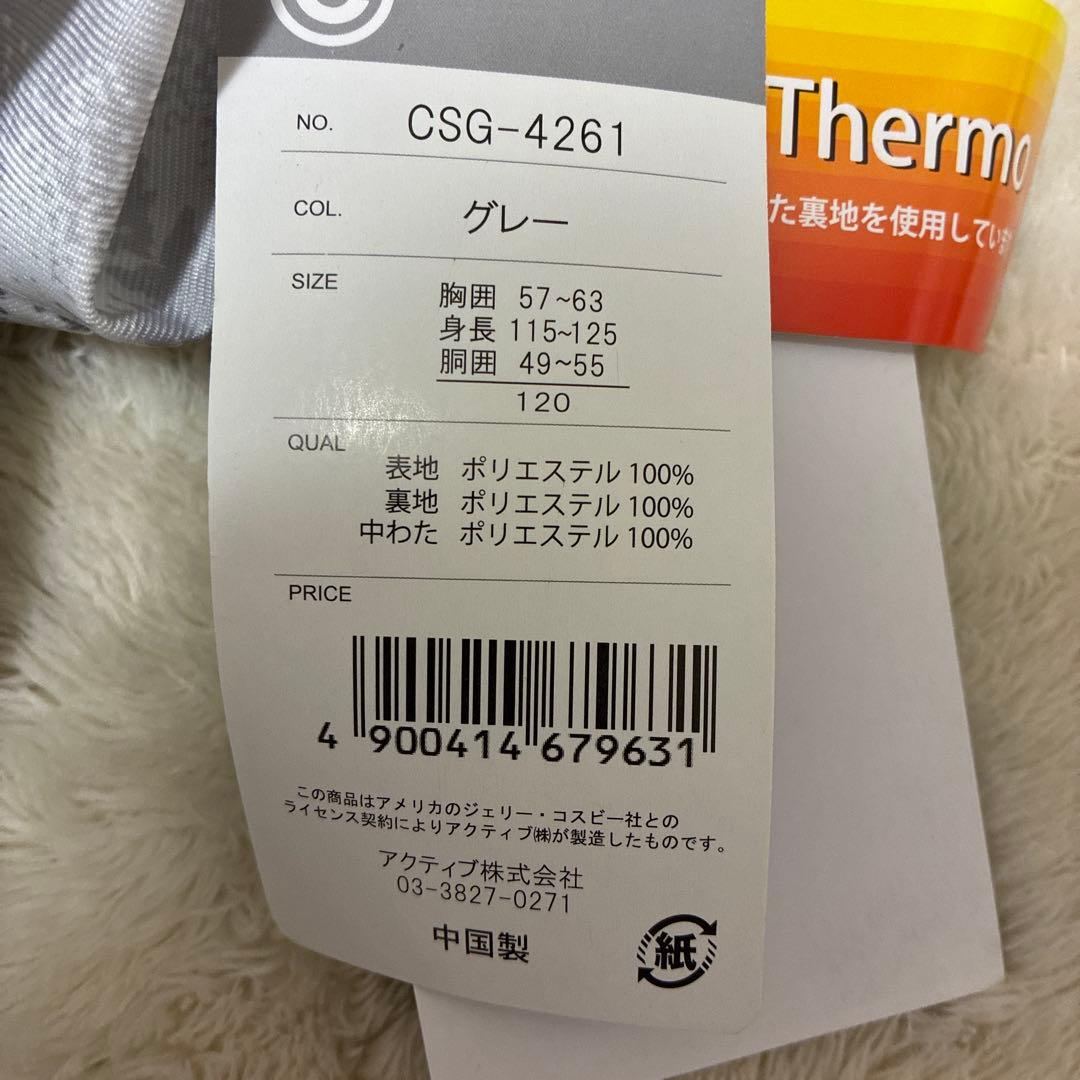 NO. CSG-4261
COL. グレー
SIZE 胸囲 57~63
身長 115~125
胴囲 49~55
120
QUAL
表地 ポリエステル 100%
裏地 ポリエステル 100%
中わた ポリエステル 100%
PRICE
4 900414 679631
この商品はアメリカのジェリー・コスビー社との
ライセンス契約によりアクティブ㈱が製造したものです。
アクティブ株式会社
03-3827-0271
中国製
紙
Thermo
た裏地を使用してい